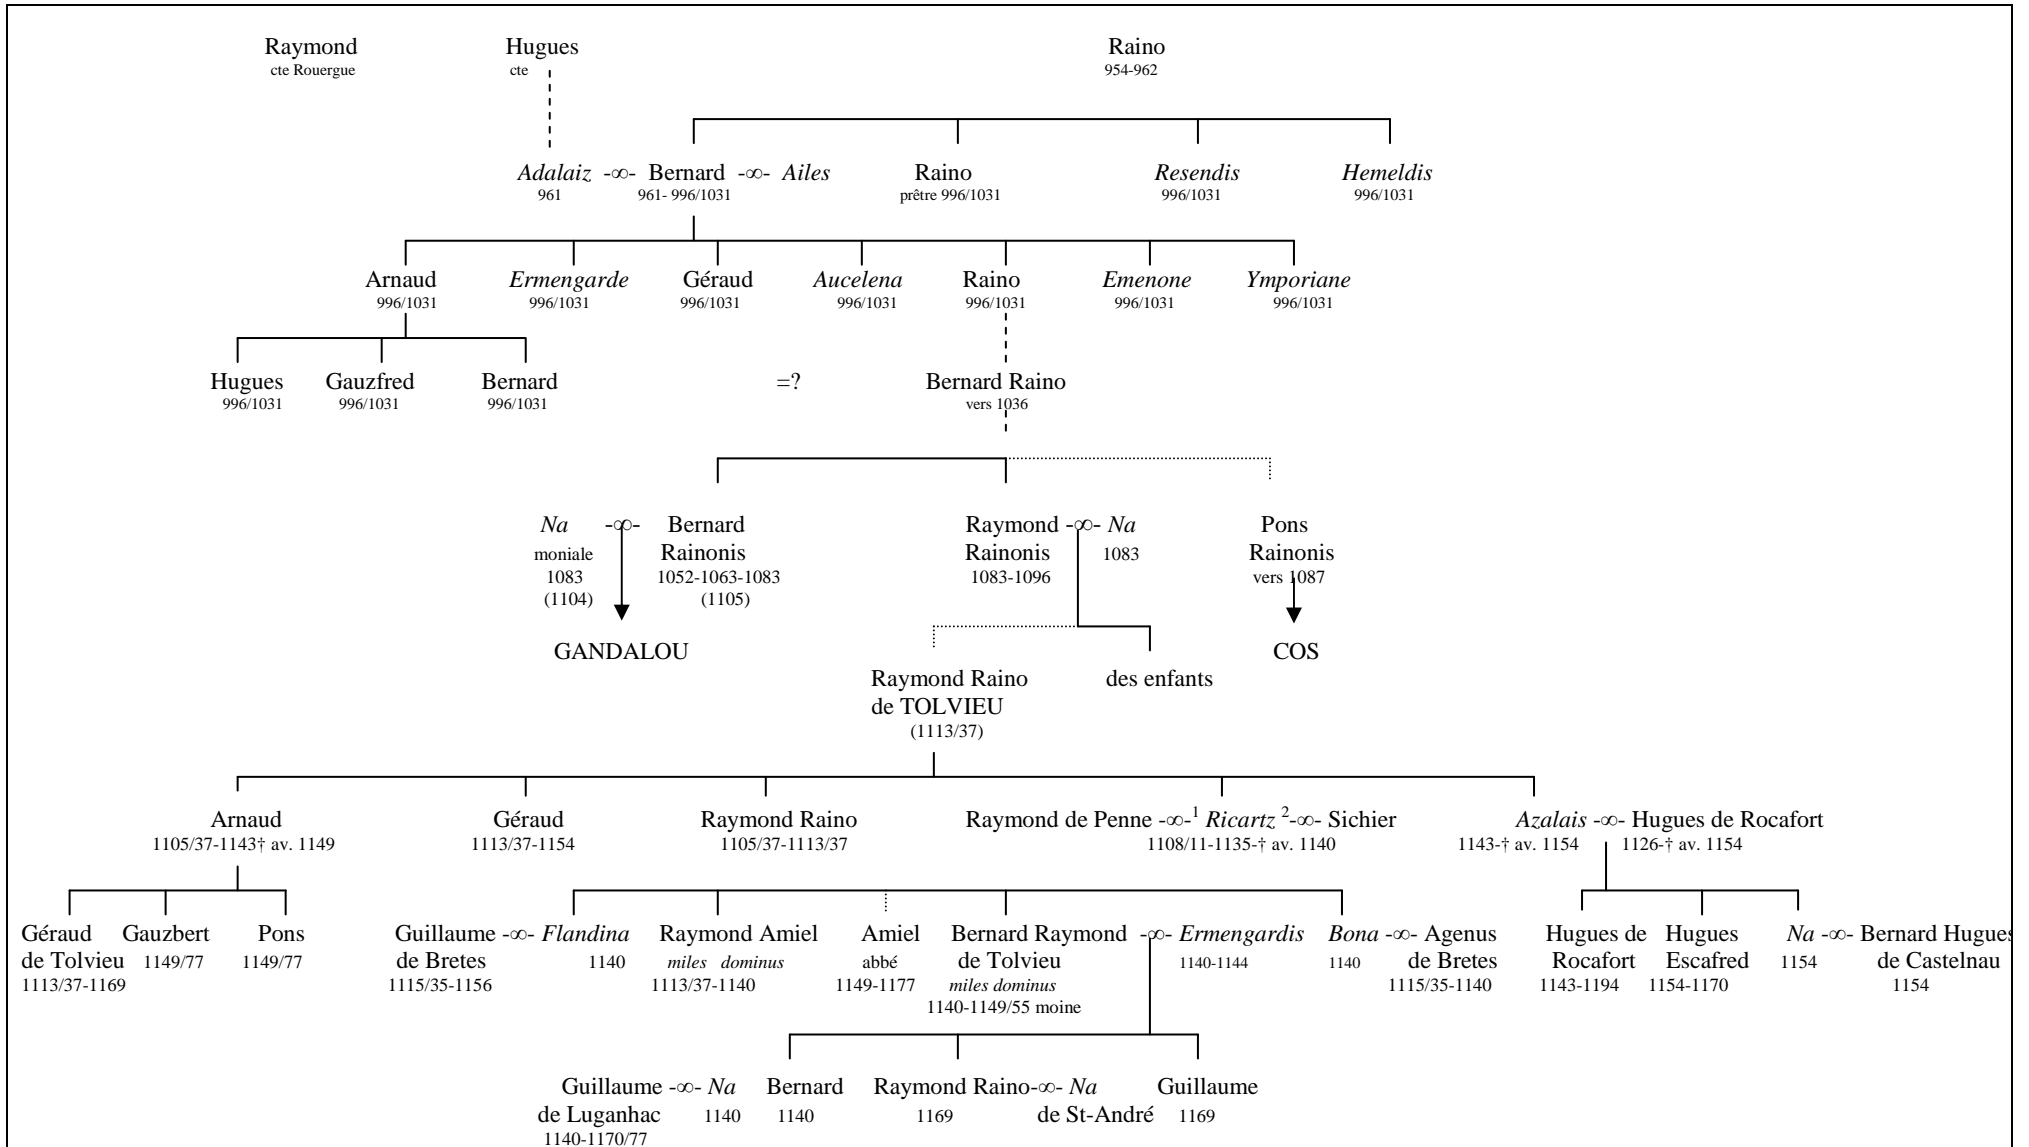 Raymond Hugues Raino
cte Rouergue cte 954-962
Adalaiz -∞- Bernard -∞- Ailes Raino Resendis Hemeldis
961 961- 996/1031 prêtre 996/1031 996/1031 996/1031
Arnaud Ermengarde Géraud Aucelena Raino Emenone Ymporiane
996/1031 996/1031 996/1031 996/1031 996/1031 996/1031 996/1031
Hugues Gauzfred Bernard =? Bernard Raino
996/1031 996/1031 996/1031 vers 1036
Na -∞- Bernard Raymond -∞- Na Pons
moniale Rainonis Rainonis 1083 Rainonis
1083 1052-1063-1083 1083-1096 vers 1087
(1104) (1105)
GANDALOU COS
Raymond Raino des enfants
de TOLVIEU
(1113/37)
Arnaud Géraud Raymond Raino Raymond de Penne -∞-1 Ricartz 2-∞- Sichier Azalais -∞- Hugues de Rocafort
1105/37-1143† av. 1149 1113/37-1154 1105/37-1113/37 1108/11-1135-† av. 1140 1143-† av. 1154 1126-† av. 1154
Géraud Gauzbert Pons Guillaume -∞- Flandina Raymond Amiel Amiel Bernard Raymond -∞- Ermengardis Bona -∞- Agenus Hugues de Hugues Na -∞- Bernard Hugues
de Tolvieu 1149/77 1149/77 de Bretes 1140 miles dominus abbé de Tolvieu 1140-1144 1140 de Bretes Rocafort Escafred 1154 de Castelnau
1113/37-1169 1115/35-1156 1113/37-1140 1149-1177 miles dominus 1115/35-1140 1143-1194 1154-1170 1154
1140-1149/55 moine
Guillaume -∞- Na Bernard Raymond Raino-∞- Na Guillaume
de Luganhac 1140 1140 1169 de St-André 1169
1140-1170/77